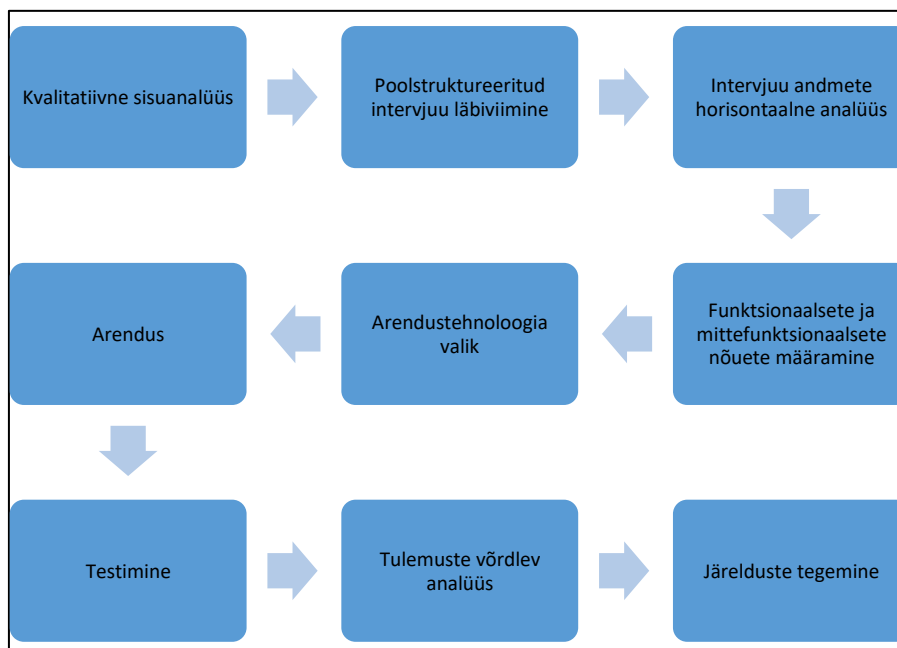 Kvalitatiivne sisuanalüüs
Poolstruktureeritud
intervjuu läbiviimine
Intervjuu andmete
horisontaalne analüüs
Funktsionaalsete ja
mittefunktsionaalsete
nõuete määramine
Arendustehnoloogia
valik
Arendus
Testimine
Tulemuste võrdlev
analüüs
Järelduste tegemine